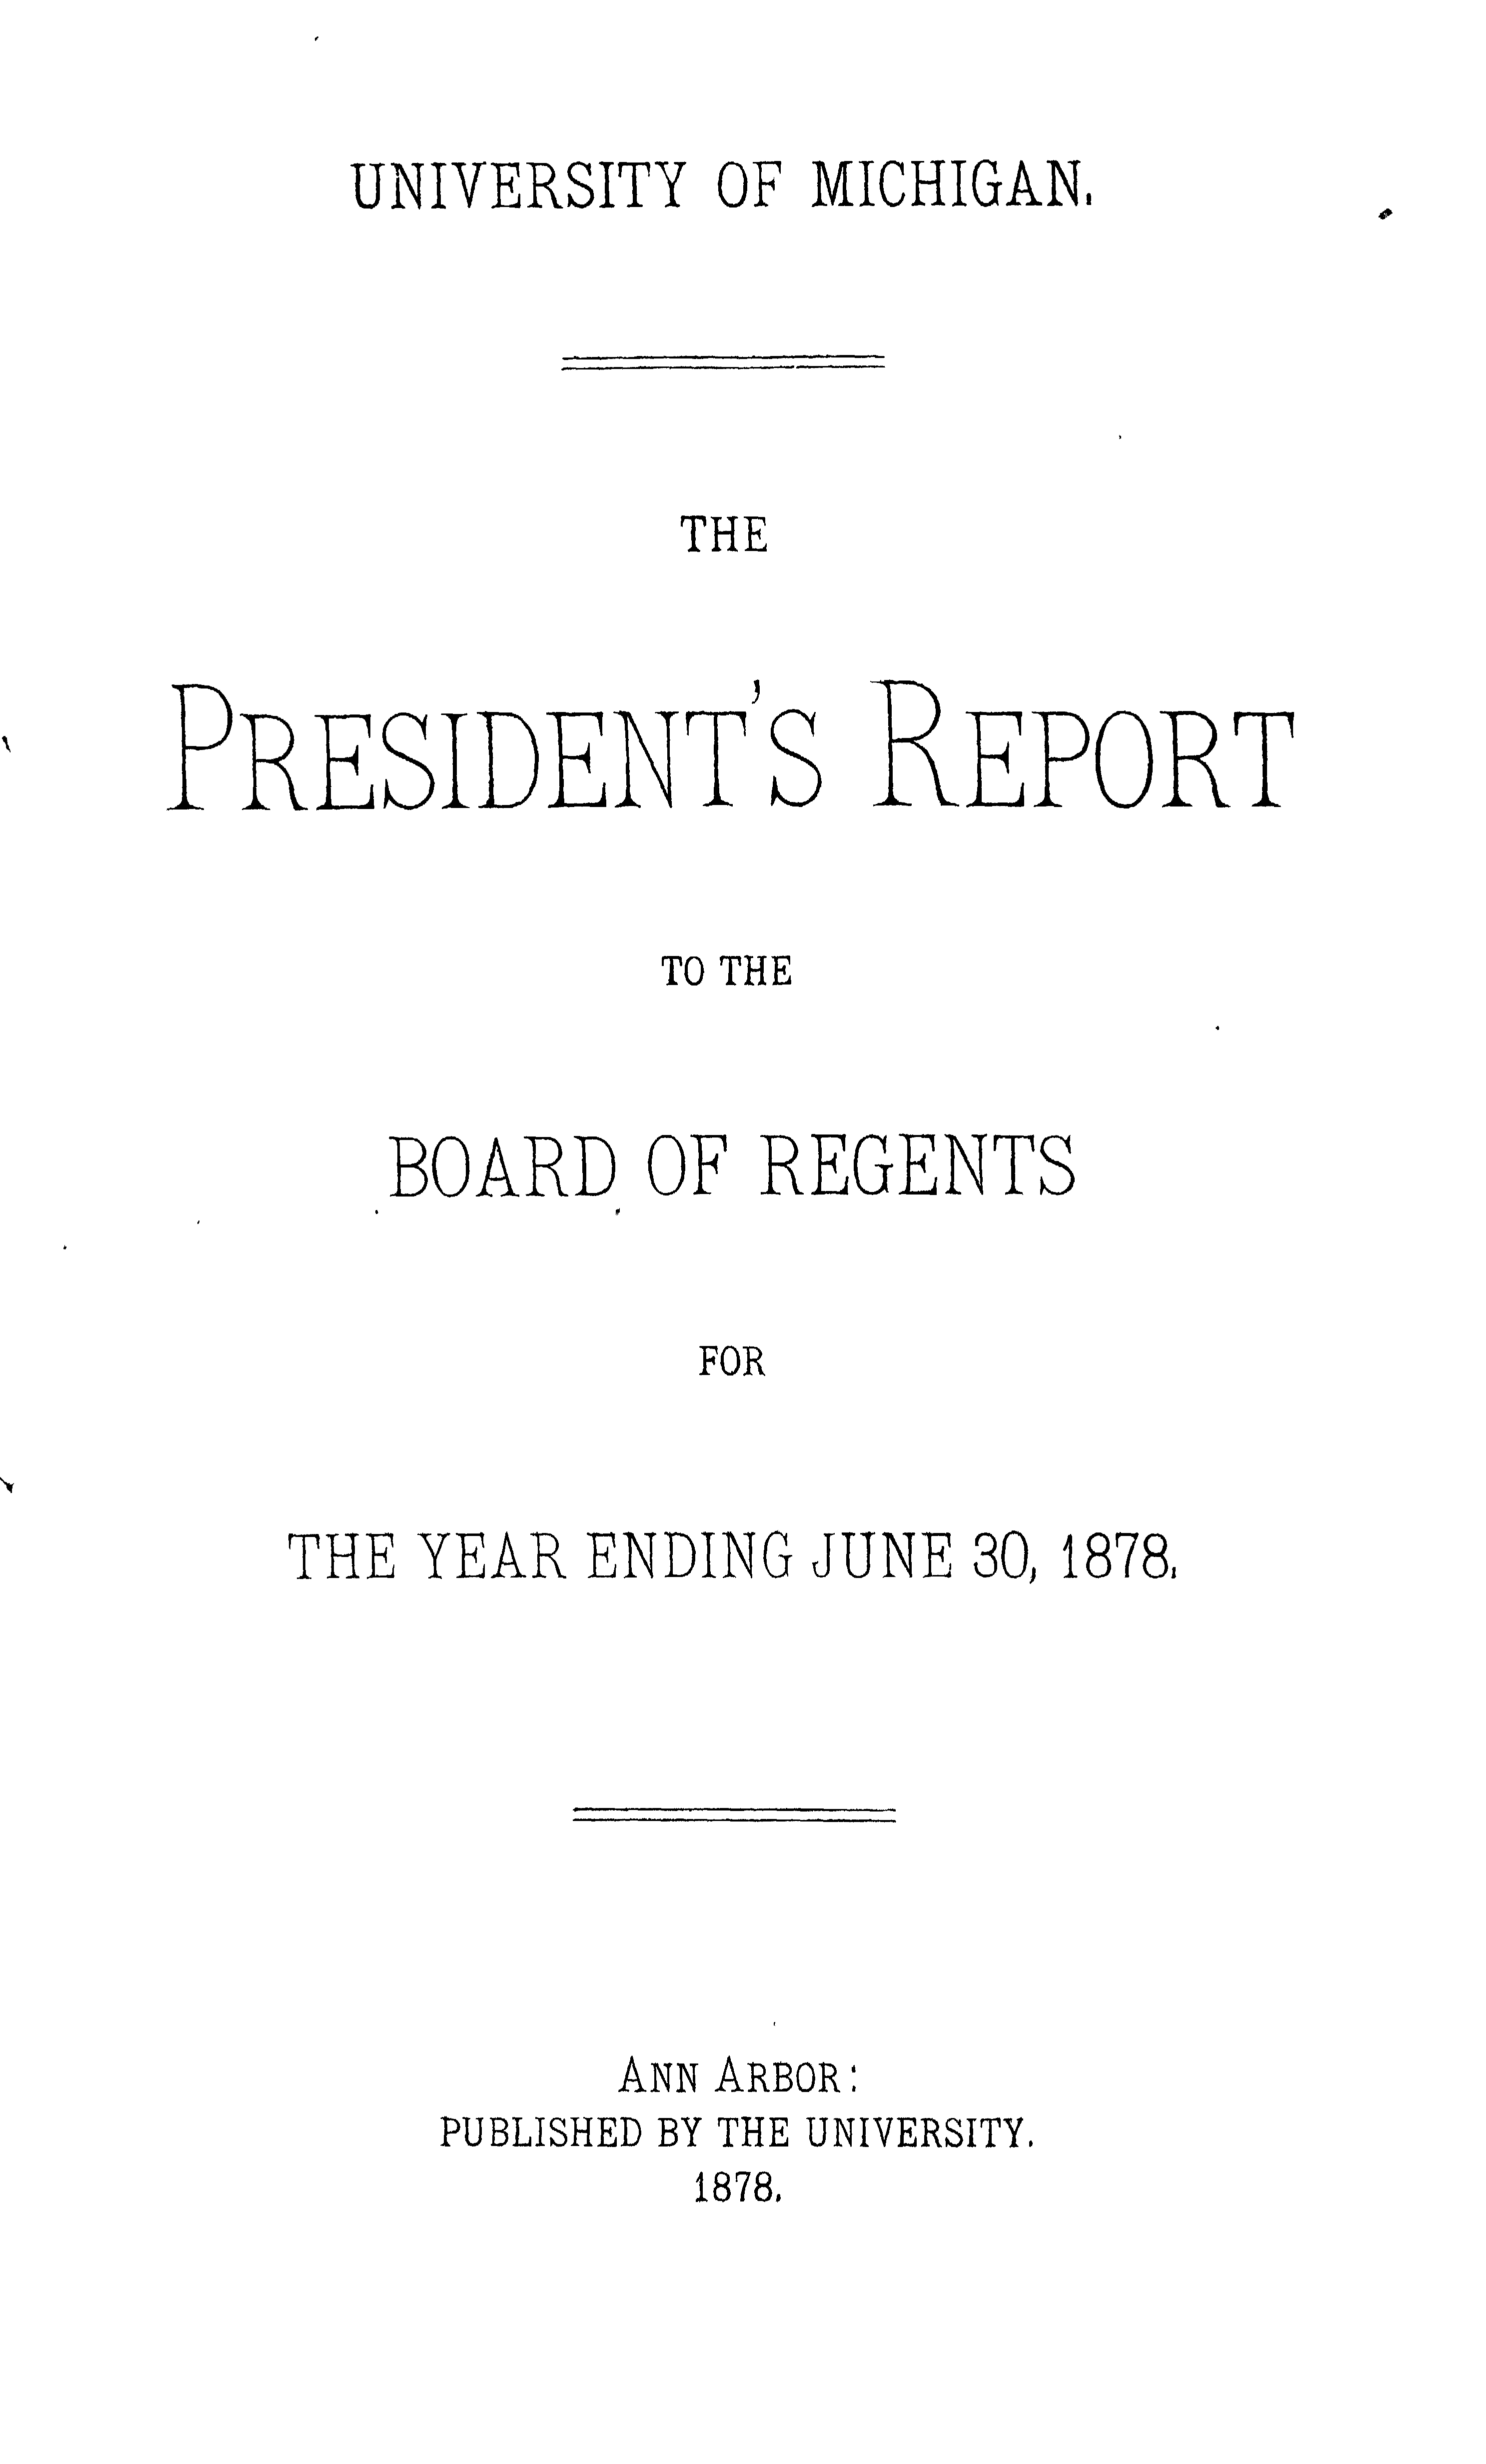 UNIVERSITY OF MICHIGAN.
THE
PRESIDENT'S REPORT
TO THE
BOARD OF REGENTS
FOR
THE YEAR ENDING JUNE 30, 1878.
ANN ARBOR:
PUBLISHED BY THE UNIVERSITY.
1878.